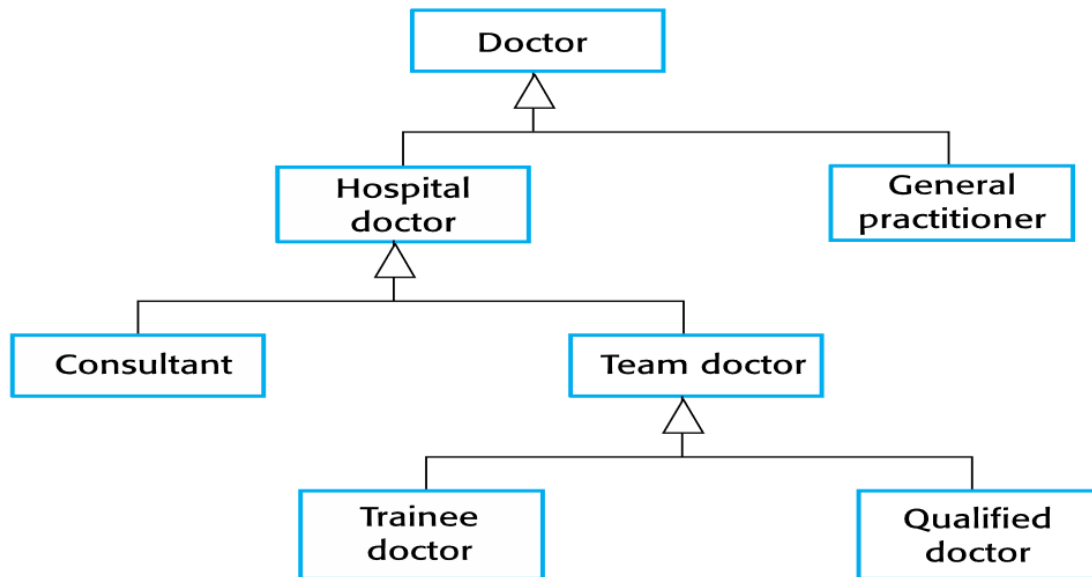 Doctor
Hospital
doctor
General
practitioner
Consultant
Team doctor
Trainee
doctor
Qualified
doctor